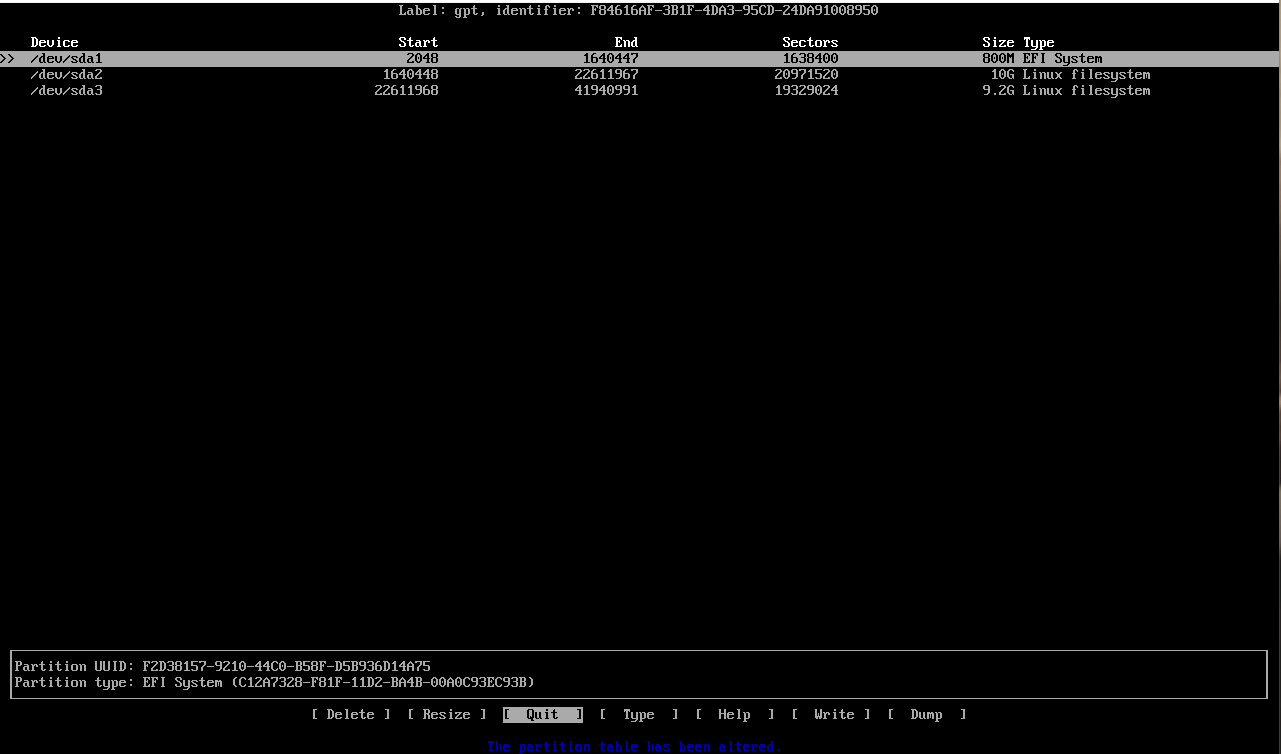 Label: gpt, identifier: F84616AF-3B1F-4DA3-95CD-24DA91008950
Device Start End Sectors Size Type
>> /dev/sda1 2048 1640447 1638400 800M EFI System
/dev/sda2 1640448 22611967 20971520 10G Linux filesystem
/dev/sda3 22611968 41940991 19329024 9.2G Linux filesystem
Partition UUID: F2D38157-9210-44C0-B58F-D5B936D14A75
Partition type: EFI System (C12A7328-F81F-11D2-BA4B-00A0C93EC93B)
[ Delete ] [ Resize ] [ Quit ] [ Type ] [ Help ] [ Write ] [ Dump ]
The partition table has been altered.